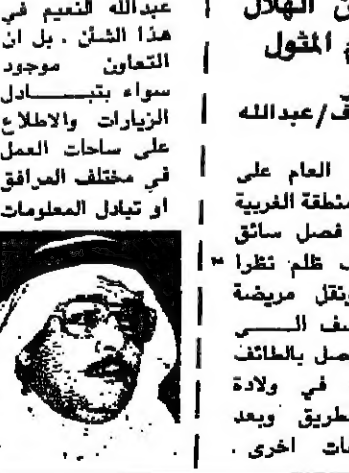 ن الهلال
المثول
ف/عبدالله
العام على
منطقة الغربية
فصل سائق
ظلم نظرا
ونقل مريضة
سف الـــى
صل بالطائف
في ولادة
طريق وبعد
ات اخرى .
عبدالله النعيم في
هذا الشأن . بل ان
التعاون موجود
سواء بتبـــــادل
الزيارات والاطلاع
على ساحات العمل
في مختلف المرافق
او تبادل المعلومات